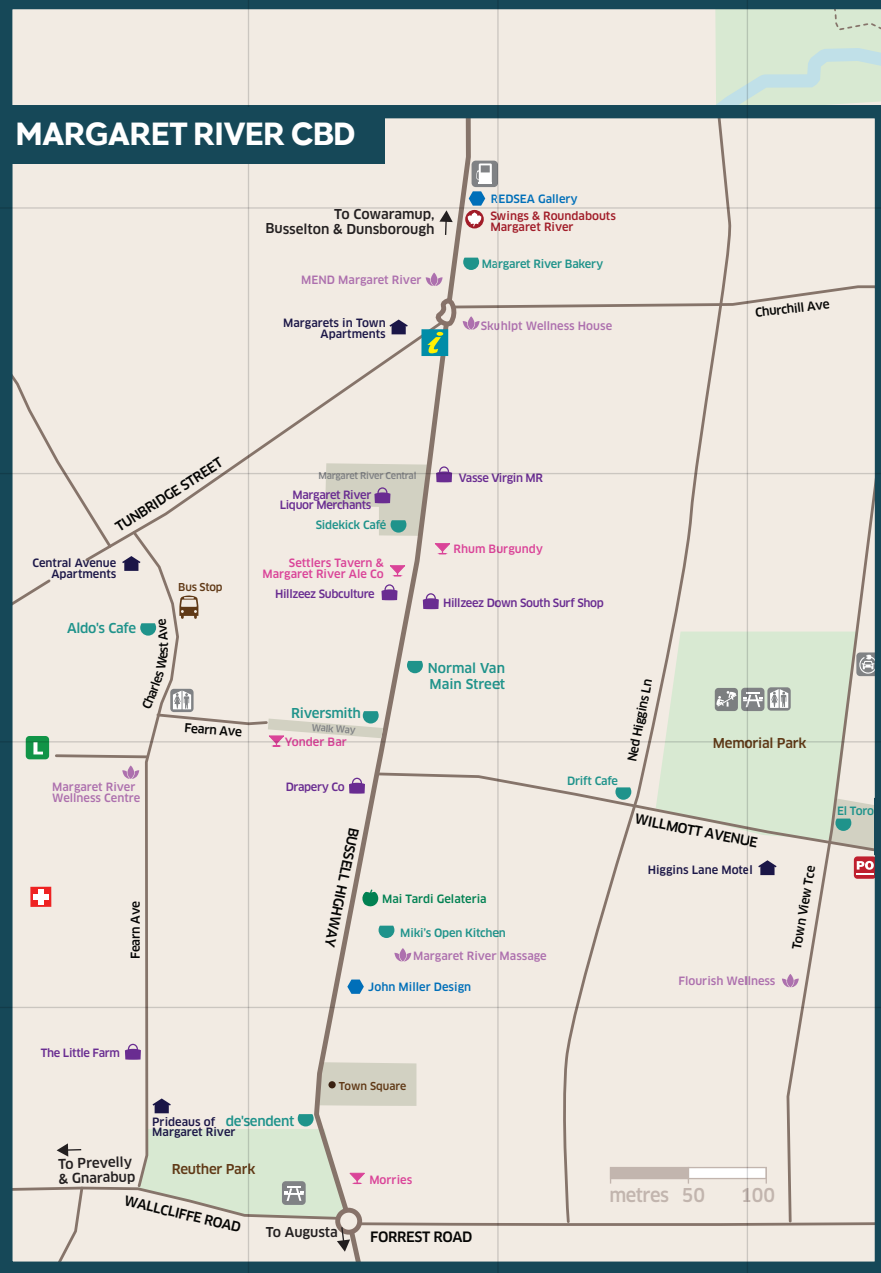 MARGARET RIVER CBD
REDSEA Gallery
To Cowaramup,
Busselton & Dunsborough
Swings & Roundabouts
Margaret River
Margaret River Bakery
MEND Margaret River
Churchill Ave
Margarets in Town
Apartments
i
Skuhlpt Wellness House
TUNBRIDGE STREET
Margaret River Central
Vasse Virgin MR
Margaret River
Liquor Merchants
Sidekick Café
Rhum Burgundy
Central Avenue
Apartments
Settlers Tavern &
Margaret River Ale Co
Bus Stop
Hillzeez Subculture
Hillzeez Down South Surf Shop
Aldo's Cafe
Charles West Ave
Normal Van
Main Street
Ned Higgins Ln
Riversmith
Fearn Ave
Walk Way
Yonder Bar
Memorial Park
L
Margaret River
Wellness Centre
Drapery Co
Drift Cafe
El Toro
WILLMOTT AVENUE
BUSSELL HIGHWAY
Higgins Lane Motel
PO
Town View Tce
Fearn Ave
Mai Tardi Gelateria
Miki's Open Kitchen
Margaret River Massage
Flourish Wellness
John Miller Design
The Little Farm
Town Square
Prideaus of
Margaret River
de'sendent
To Prevelly
& Gnarabup
Reuther Park
Morries
metres 50 100
WALLCLIFFE ROAD
To Augusta
FORREST ROAD